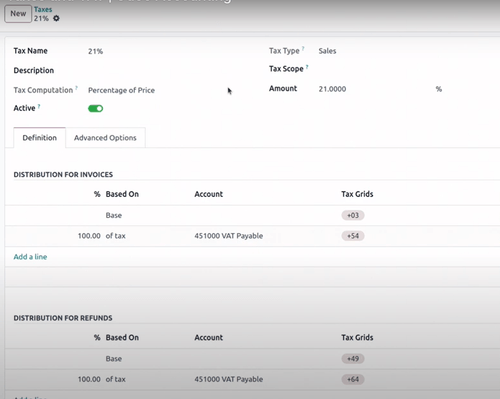 New
Taxes
21%
Tax Name 21% Tax Type ? Sales
Description Tax Scope ?
Tax Computation ? Percentage of Price Amount 21.0000 %
Active ?
Definition Advanced Options
DISTRIBUTION FOR INVOICES
% Based On Account Tax Grids
Base +03
100.00 of tax 451000 VAT Payable +54
Add a line
DISTRIBUTION FOR REFUNDS
% Based On Account Tax Grids
Base +49
100.00 of tax 451000 VAT Payable +64